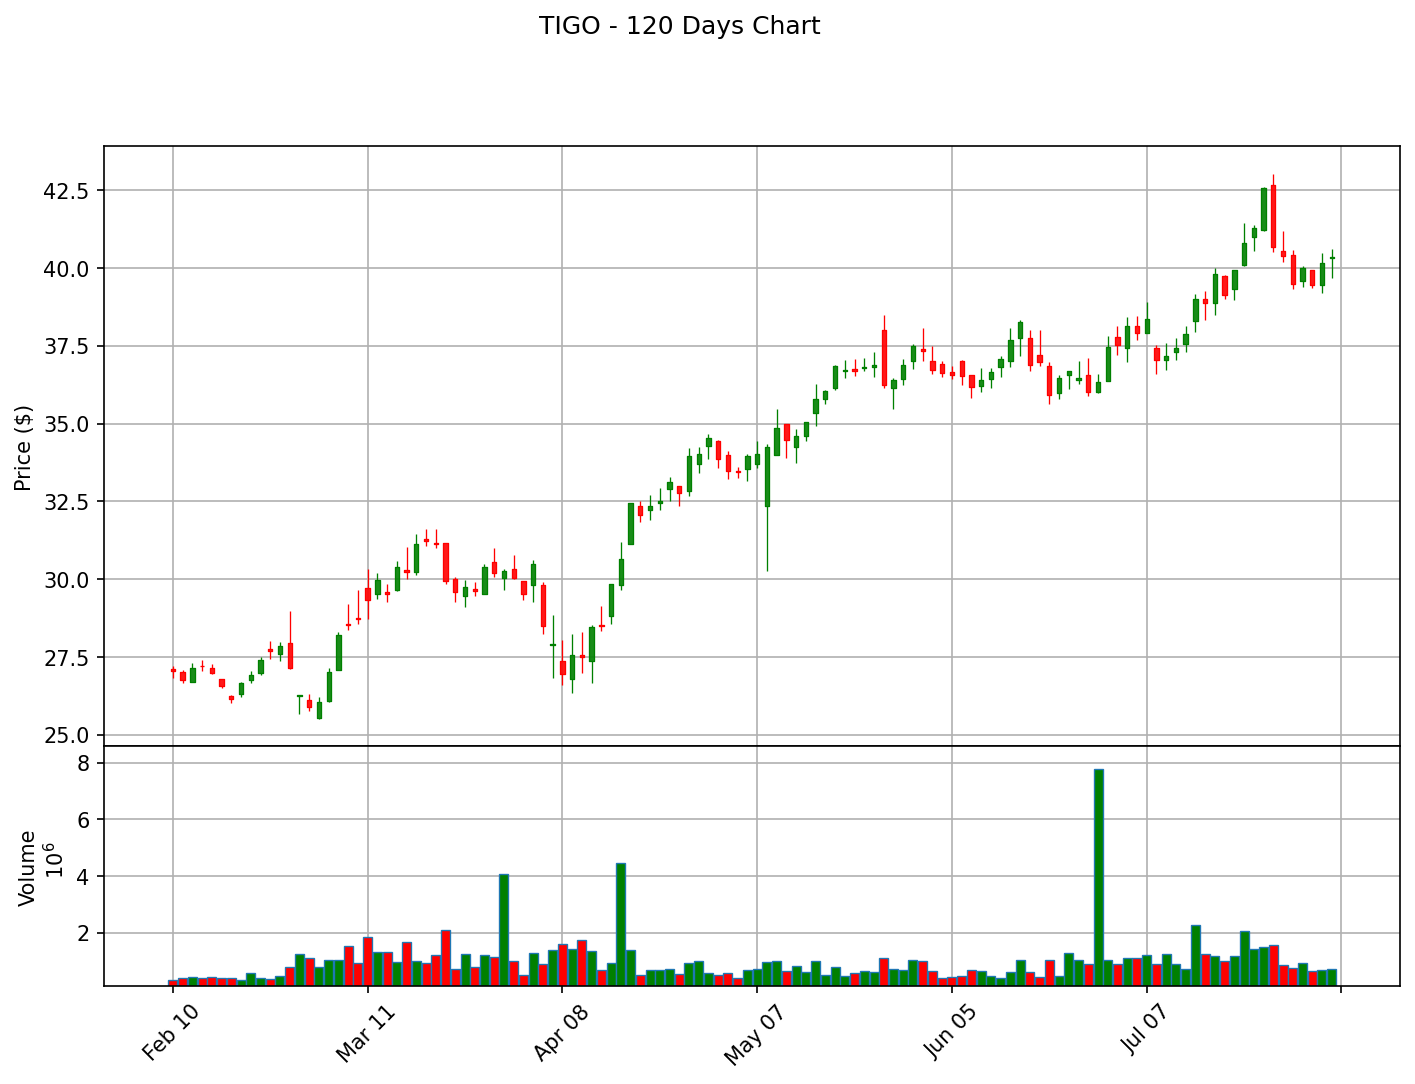 TIGO - 120 Days Chart
42.5
40.0
37.5
35.0
32.5
30.0
27.5
25.0
Price ($)
8
6
4
2
Volume
10⁶
Feb 10
Mar 11
Apr 08
May 07
Jun 05
Jul 07